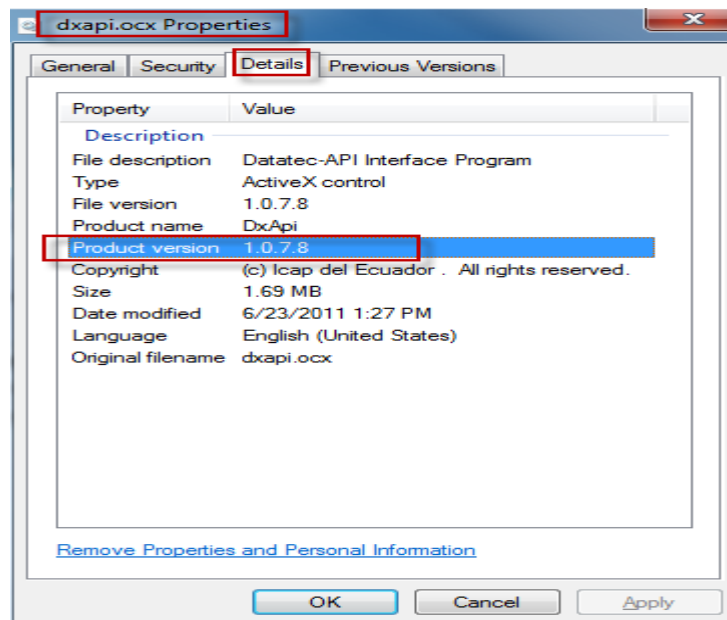 dxapi.ocx Properties
General Security Details Previous Versions
Property Value
Description
File description Datatec-API Interface Program
Type ActiveX control
File version 1.0.7.8
Product name DxApi
Product version 1.0.7.8
Copyright (c) Icap del Ecuador . All rights reserved.
Size 1.69 MB
Date modified 6/23/2011 1:27 PM
Language English (United States)
Original filename dxapi.ocx
Remove Properties and Personal Information
OK Cancel Apply